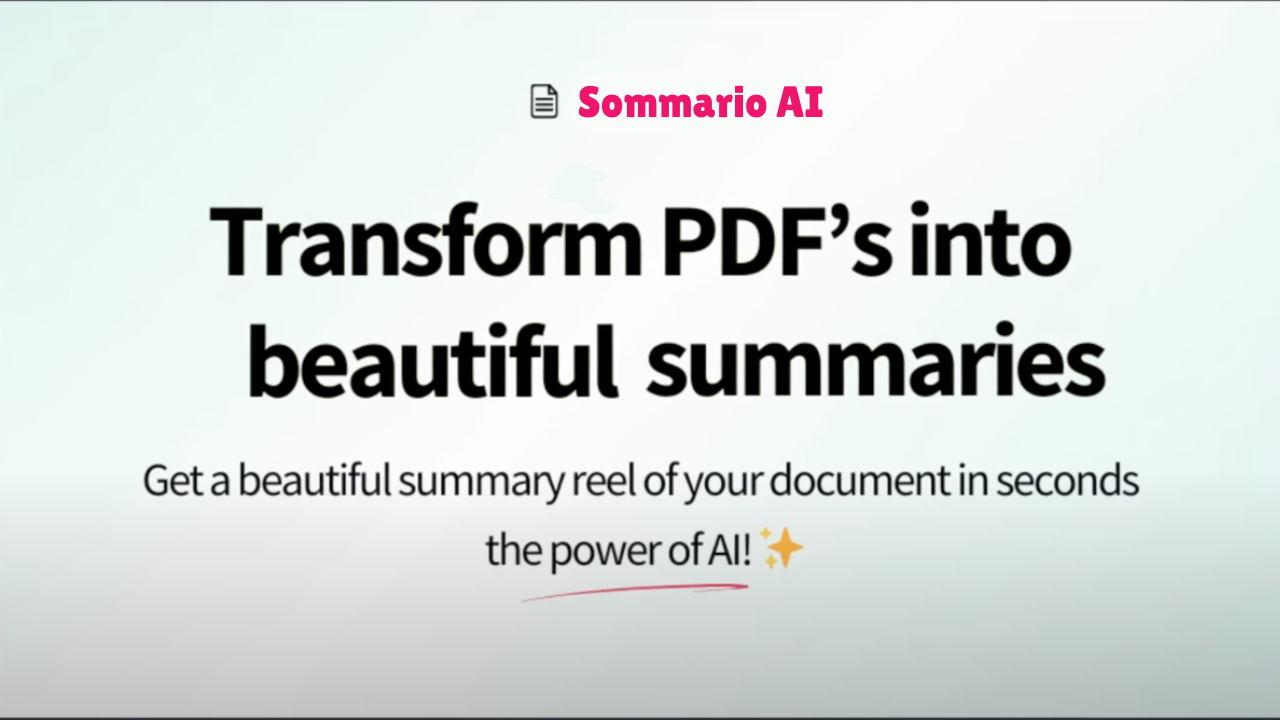 Sommario AI
Transform PDF’s into
beautiful summaries
Get a beautiful summary reel of your document in seconds
the power of AI! ✨